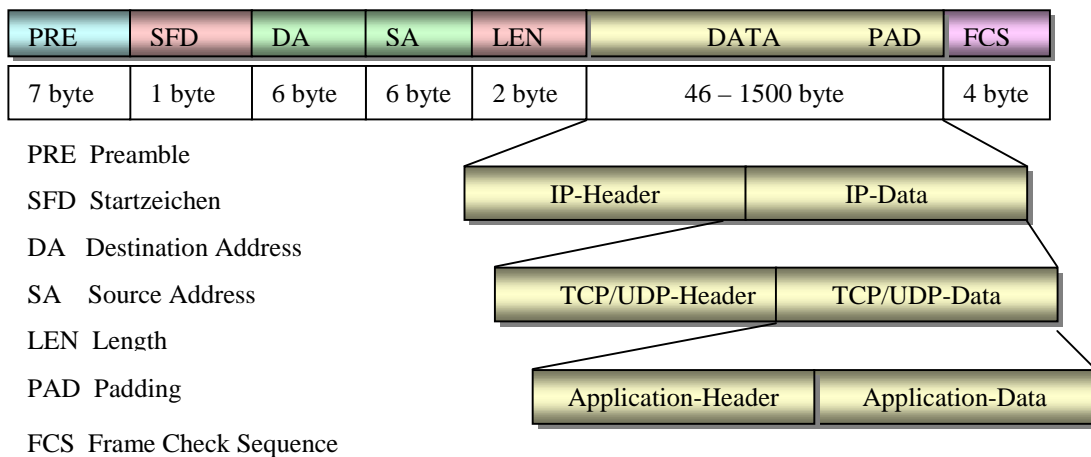 PRE SFD DA SA LEN DATA PAD FCS
7 byte 1 byte 6 byte 6 byte 2 byte 46 – 1500 byte 4 byte
PRE Preamble
SFD Startzeichen
DA Destination Address
SA Source Address
LEN Length
PAD Padding
FCS Frame Check Sequence
IP-Header IP-Data
TCP/UDP-Header TCP/UDP-Data
Application-Header Application-Data